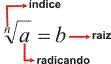 índice
ⁿ√a = b raiz
radicando